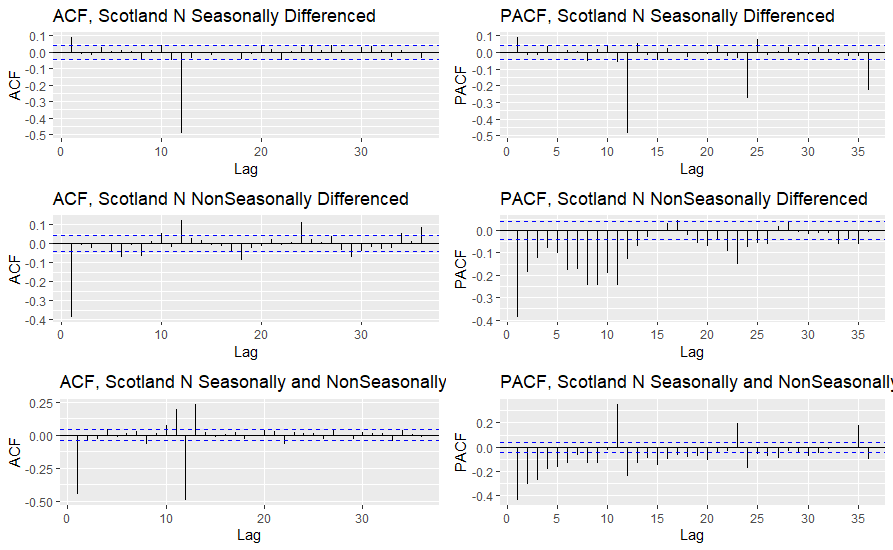 ACF, Scotland N Seasonally Differenced
0.1
0.0
-0.1
-0.2
-0.3
-0.4
-0.5
ACF
0 10 20 30
Lag
PACF, Scotland N Seasonally Differenced
0.1
0.0
-0.1
-0.2
-0.3
-0.4
-0.5
PACF
0 5 10 15 20 25 30 35
Lag
ACF, Scotland N NonSeasonally Differenced
0.1
0.0
-0.1
-0.2
-0.3
-0.4
ACF
0 10 20 30
Lag
PACF, Scotland N NonSeasonally Differenced
0.0
-0.1
-0.2
-0.3
-0.4
PACF
0 5 10 15 20 25 30 35
Lag
ACF, Scotland N Seasonally and NonSeasonally
0.25
0.00
-0.25
-0.50
ACF
0 10 20 30
Lag
PACF, Scotland N Seasonally and NonSeasonally
0.2
0.0
-0.2
-0.4
PACF
0 5 10 15 20 25 30 35
Lag